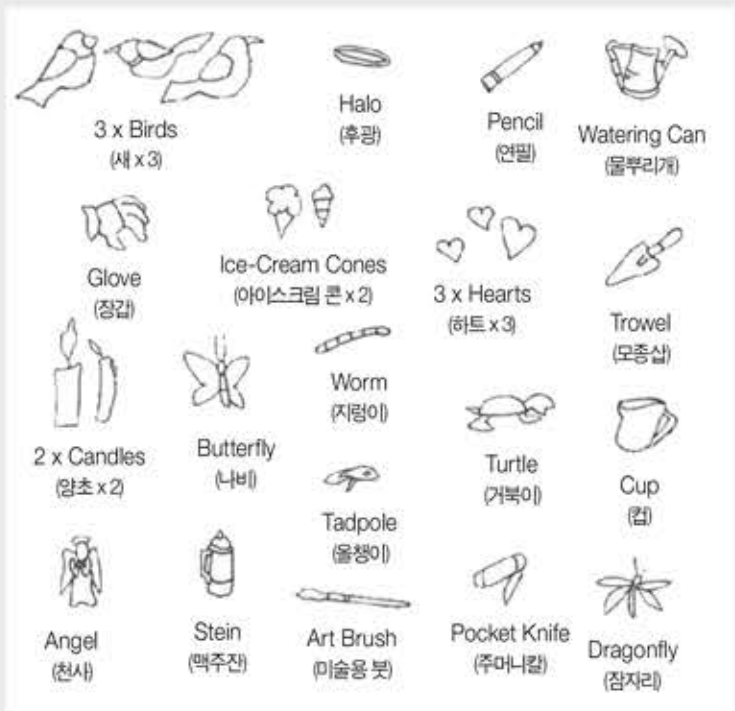 3 x Birds
(새 x 3)
Halo
(후광)
Pencil
(연필)
Watering Can
(물뿌리개)
Glove
(장갑)
Ice-Cream Cones
(아이스크림 콘 x 2)
3 x Hearts
(하트 x 3)
Trowel
(모종삽)
2 x Candles
(양초 x 2)
Butterfly
(나비)
Worm
(지렁이)
Turtle
(거북이)
Cup
(컵)
Tadpole
(올챙이)
Angel
(천사)
Stein
(맥주잔)
Art Brush
(미술용 붓)
Pocket Knife
(주머니칼)
Dragonfly
(잠자리)